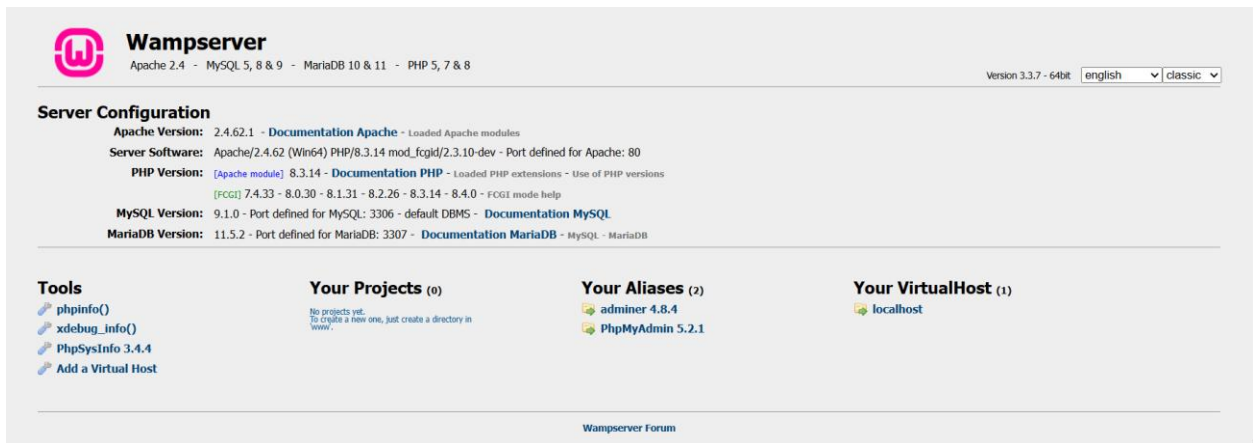 Wampserver
Apache 2.4 - MySQL 5, 8 & 9 - MariaDB 10 & 11 - PHP 5, 7 & 8
Version 3.3.7 - 64bit english classic
Server Configuration
Apache Version: 2.4.62.1 - Documentation Apache - Loaded Apache modules
Server Software: Apache/2.4.62 (Win64) PHP/8.3.14 mod_fcgid/2.3.10-dev - Port defined for Apache: 80
PHP Version: [Apache module] 8.3.14 - Documentation PHP - Loaded PHP extensions - Use of PHP versions
[FCGI] 7.4.33 - 8.0.30 - 8.1.31 - 8.2.26 - 8.3.14 - 8.4.0 - FCGI mode help
MySQL Version: 9.1.0 - Port defined for MySQL: 3306 - default DBMS - Documentation MySQL
MariaDB Version: 11.5.2 - Port defined for MariaDB: 3307 - Documentation MariaDB - MySQL - MariaDB
Tools
phpinfo()
xdebug_info()
PhpSysInfo 3.4.4
Add a Virtual Host
Your Projects (0)
No projects yet.
To create a new one, just create a directory in
'www'.
Your Aliases (2)
adminer 4.8.4
PhpMyAdmin 5.2.1
Your VirtualHost (1)
localhost
Wampserver Forum